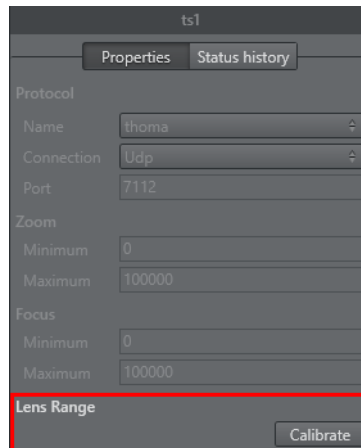 ts1
Properties Status history
Protocol
Name thoma
Connection Udp
Port 7112
Zoom
Minimum 0
Maximum 100000
Focus
Minimum 0
Maximum 100000
Lens Range
Calibrate